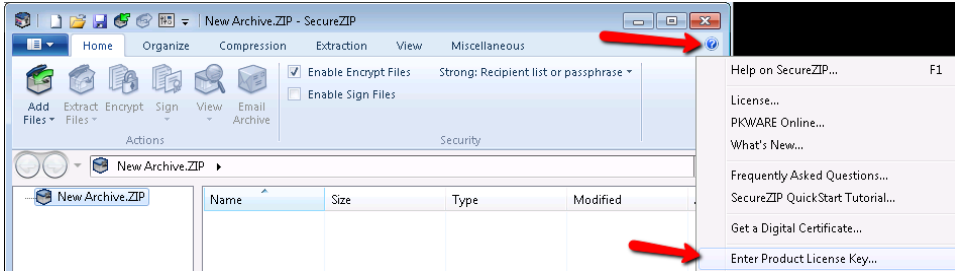 New Archive.ZIP - SecureZIP
Home Organize Compression Extraction View Miscellaneous
Add Files Extract Files Encrypt Sign View Email Archive
Actions
Enable Encrypt Files
Enable Sign Files
Strong: Recipient list or passphrase
Security
New Archive.ZIP
New Archive.ZIP
Name Size Type Modified
Help on SecureZIP... F1
License...
PKWARE Online...
What's New...
Frequently Asked Questions...
SecureZIP QuickStart Tutorial...
Get a Digital Certificate...
Enter Product License Key...